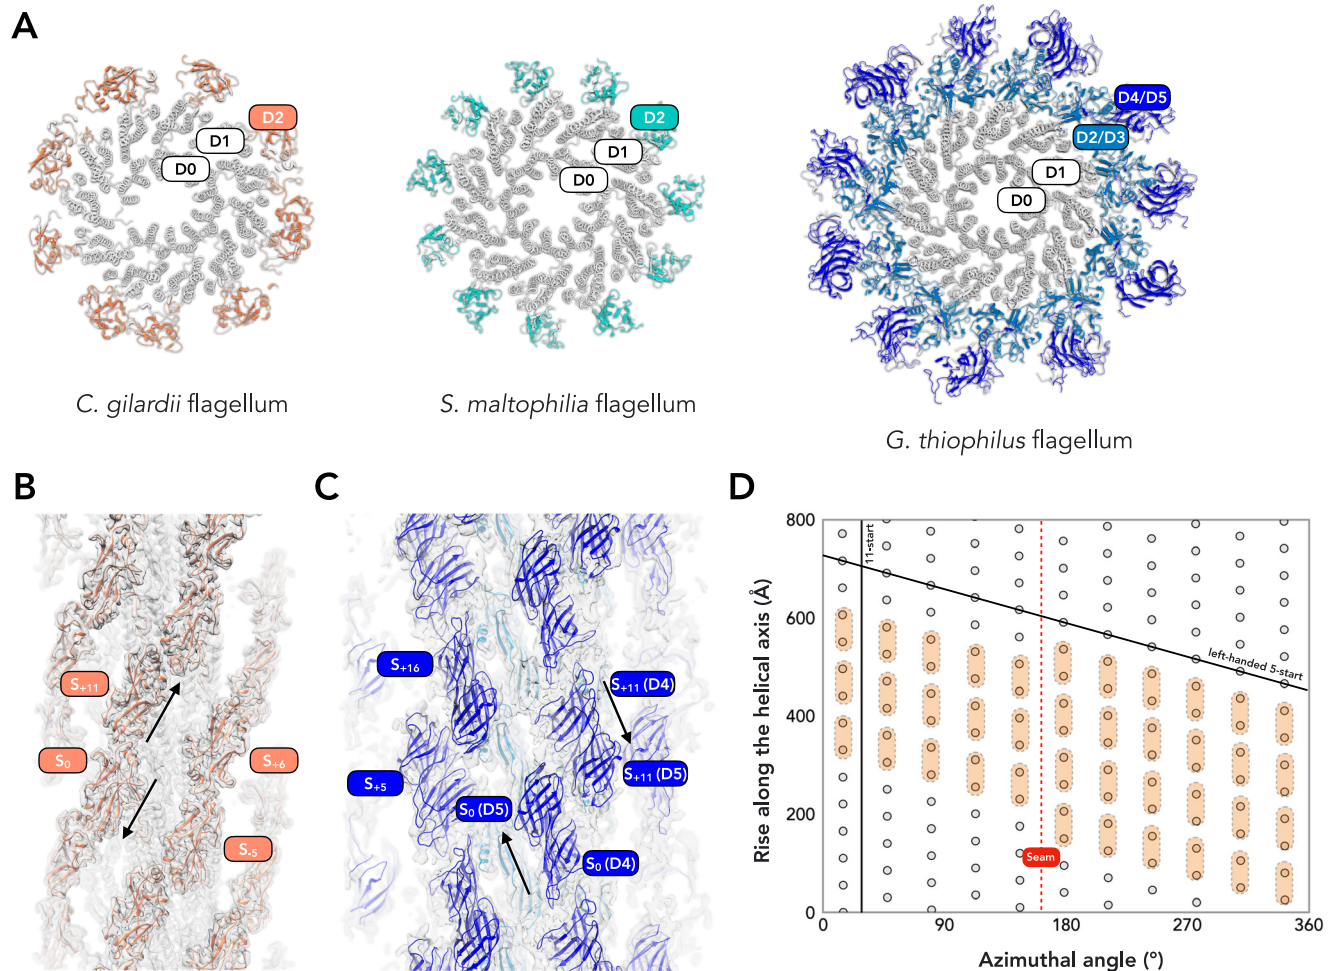 A
D2
D1
D0
D2
D1
D0
D4/D5
D2/D3
D1
D0
C. gilardii flagellum
S. maltophilia flagellum
G. thiophilus flagellum
B
S+11
S0
S+6
S-5
C
S+16
S+11 (D4)
S+5
S+11 (D5)
S0 (D5)
S0 (D4)
D
Rise along the helical axis (Å)
800
600
400
200
0
11-start
left-handed 5-start
Seam
0
90
180
270
360
Azimuthal angle (°)